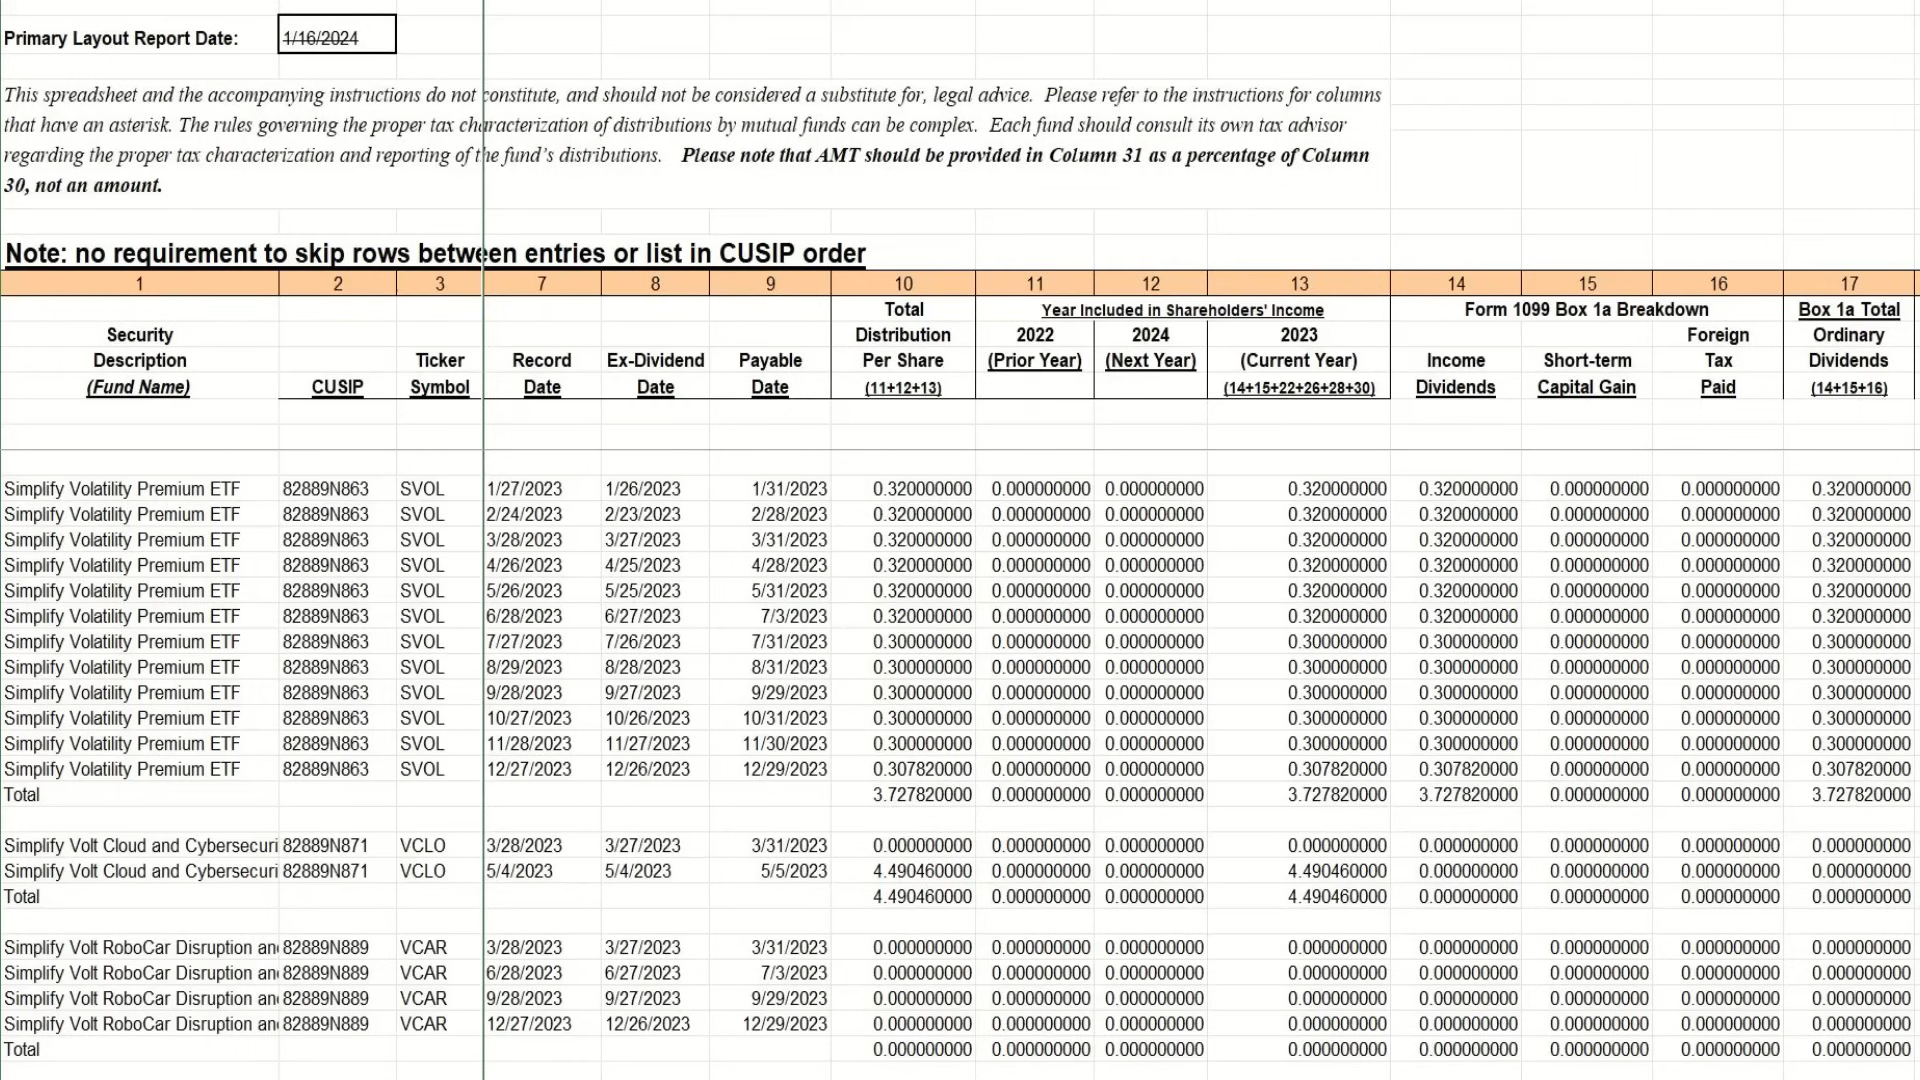 Primary Layout Report Date: 1/16/2024
This spreadsheet and the accompanying instructions do not constitute, and should not be considered a substitute for, legal advice.  Please refer to the instructions for columns
that have an asterisk. The rules governing the proper tax characterization of distributions by mutual funds can be complex.  Each fund should consult its own tax advisor
regarding the proper tax characterization and reporting of the fund's distributions.    Please note that AMT should be provided in Column 31 as a percentage of Column
30, not an amount.
Note: no requirement to skip rows between entries or list in CUSIP order
1 2 3 7 8 9 10 11 12 13 14 15 16 17
Total Year Included in Shareholders' Income Form 1099 Box 1a Breakdown Box 1a Total
Security Distribution 2022 2024 2023 Foreign Ordinary
Description Ticker Record Ex-Dividend Payable Per Share (Prior Year) (Next Year) (Current Year) Income Short-term Tax Dividends
(Fund Name) CUSIP Symbol Date Date Date (11+12+13) (14+15+22+26+28+30) Dividends Capital Gain Paid (14+15+16)
Simplify Volatility Premium ETF 82889N863 SVOL 1/27/2023 1/26/2023 1/31/2023 0.320000000 0.000000000 0.000000000 0.320000000 0.320000000 0.000000000 0.000000000 0.320000000
Simplify Volatility Premium ETF 82889N863 SVOL 2/24/2023 2/23/2023 2/28/2023 0.320000000 0.000000000 0.000000000 0.320000000 0.320000000 0.000000000 0.000000000 0.320000000
Simplify Volatility Premium ETF 82889N863 SVOL 3/28/2023 3/27/2023 3/31/2023 0.320000000 0.000000000 0.000000000 0.320000000 0.320000000 0.000000000 0.000000000 0.320000000
Simplify Volatility Premium ETF 82889N863 SVOL 4/26/2023 4/25/2023 4/28/2023 0.320000000 0.000000000 0.000000000 0.320000000 0.320000000 0.000000000 0.000000000 0.320000000
Simplify Volatility Premium ETF 82889N863 SVOL 5/26/2023 5/25/2023 5/31/2023 0.320000000 0.000000000 0.000000000 0.320000000 0.320000000 0.000000000 0.000000000 0.320000000
Simplify Volatility Premium ETF 82889N863 SVOL 6/28/2023 6/27/2023 7/3/2023 0.320000000 0.000000000 0.000000000 0.320000000 0.320000000 0.000000000 0.000000000 0.320000000
Simplify Volatility Premium ETF 82889N863 SVOL 7/27/2023 7/26/2023 7/31/2023 0.300000000 0.000000000 0.000000000 0.300000000 0.300000000 0.000000000 0.000000000 0.300000000
Simplify Volatility Premium ETF 82889N863 SVOL 8/29/2023 8/28/2023 8/31/2023 0.300000000 0.000000000 0.000000000 0.300000000 0.300000000 0.000000000 0.000000000 0.300000000
Simplify Volatility Premium ETF 82889N863 SVOL 9/28/2023 9/27/2023 9/29/2023 0.300000000 0.000000000 0.000000000 0.300000000 0.300000000 0.000000000 0.000000000 0.300000000
Simplify Volatility Premium ETF 82889N863 SVOL 10/27/2023 10/26/2023 10/31/2023 0.300000000 0.000000000 0.000000000 0.300000000 0.300000000 0.000000000 0.000000000 0.300000000
Simplify Volatility Premium ETF 82889N863 SVOL 11/28/2023 11/27/2023 11/30/2023 0.300000000 0.000000000 0.000000000 0.300000000 0.300000000 0.000000000 0.000000000 0.300000000
Simplify Volatility Premium ETF 82889N863 SVOL 12/27/2023 12/26/2023 12/29/2023 0.307820000 0.000000000 0.000000000 0.307820000 0.307820000 0.000000000 0.000000000 0.307820000
Total 3.727820000 0.000000000 0.000000000 3.727820000 3.727820000 0.000000000 0.000000000 3.727820000
Simplify Volt Cloud and Cybersecuri 82889N871 VCLO 3/28/2023 3/27/2023 3/31/2023 0.000000000 0.000000000 0.000000000 0.000000000 0.000000000 0.000000000 0.000000000 0.000000000
Simplify Volt Cloud and Cybersecuri 82889N871 VCLO 5/4/2023 5/4/2023 5/5/2023 4.490460000 0.000000000 0.000000000 4.490460000 0.000000000 0.000000000 0.000000000 0.000000000
Total 4.490460000 0.000000000 0.000000000 4.490460000 0.000000000 0.000000000 0.000000000 0.000000000
Simplify Volt RoboCar Disruption an 82889N889 VCAR 3/28/2023 3/27/2023 3/31/2023 0.000000000 0.000000000 0.000000000 0.000000000 0.000000000 0.000000000 0.000000000 0.000000000
Simplify Volt RoboCar Disruption an 82889N889 VCAR 6/28/2023 6/27/2023 7/3/2023 0.000000000 0.000000000 0.000000000 0.000000000 0.000000000 0.000000000 0.000000000 0.000000000
Simplify Volt RoboCar Disruption an 82889N889 VCAR 9/28/2023 9/27/2023 9/29/2023 0.000000000 0.000000000 0.000000000 0.000000000 0.000000000 0.000000000 0.000000000 0.000000000
Simplify Volt RoboCar Disruption an 82889N889 VCAR 12/27/2023 12/26/2023 12/29/2023 0.000000000 0.000000000 0.000000000 0.000000000 0.000000000 0.000000000 0.000000000 0.000000000
Total 0.000000000 0.000000000 0.000000000 0.000000000 0.000000000 0.000000000 0.000000000 0.000000000